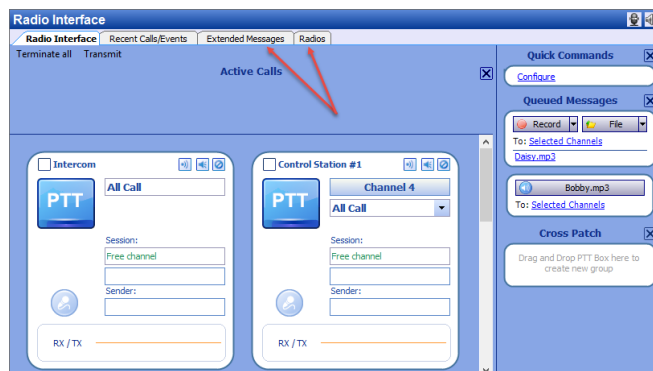 Radio Interface
Radio Interface Recent Calls/Events Extended Messages Radios
Terminate all Transmit
Active Calls
Intercom
PTT
All Call
Session:
Free channel
Sender:
RX / TX
Control Station #1
PTT
Channel 4
All Call
Session:
Free channel
Sender:
RX / TX
Quick Commands
Configure
Queued Messages
Record File
To: Selected Channels
Daisy.mp3
Bobby.mp3
To: Selected Channels
Cross Patch
Drag and Drop PTT Box here to
create new group